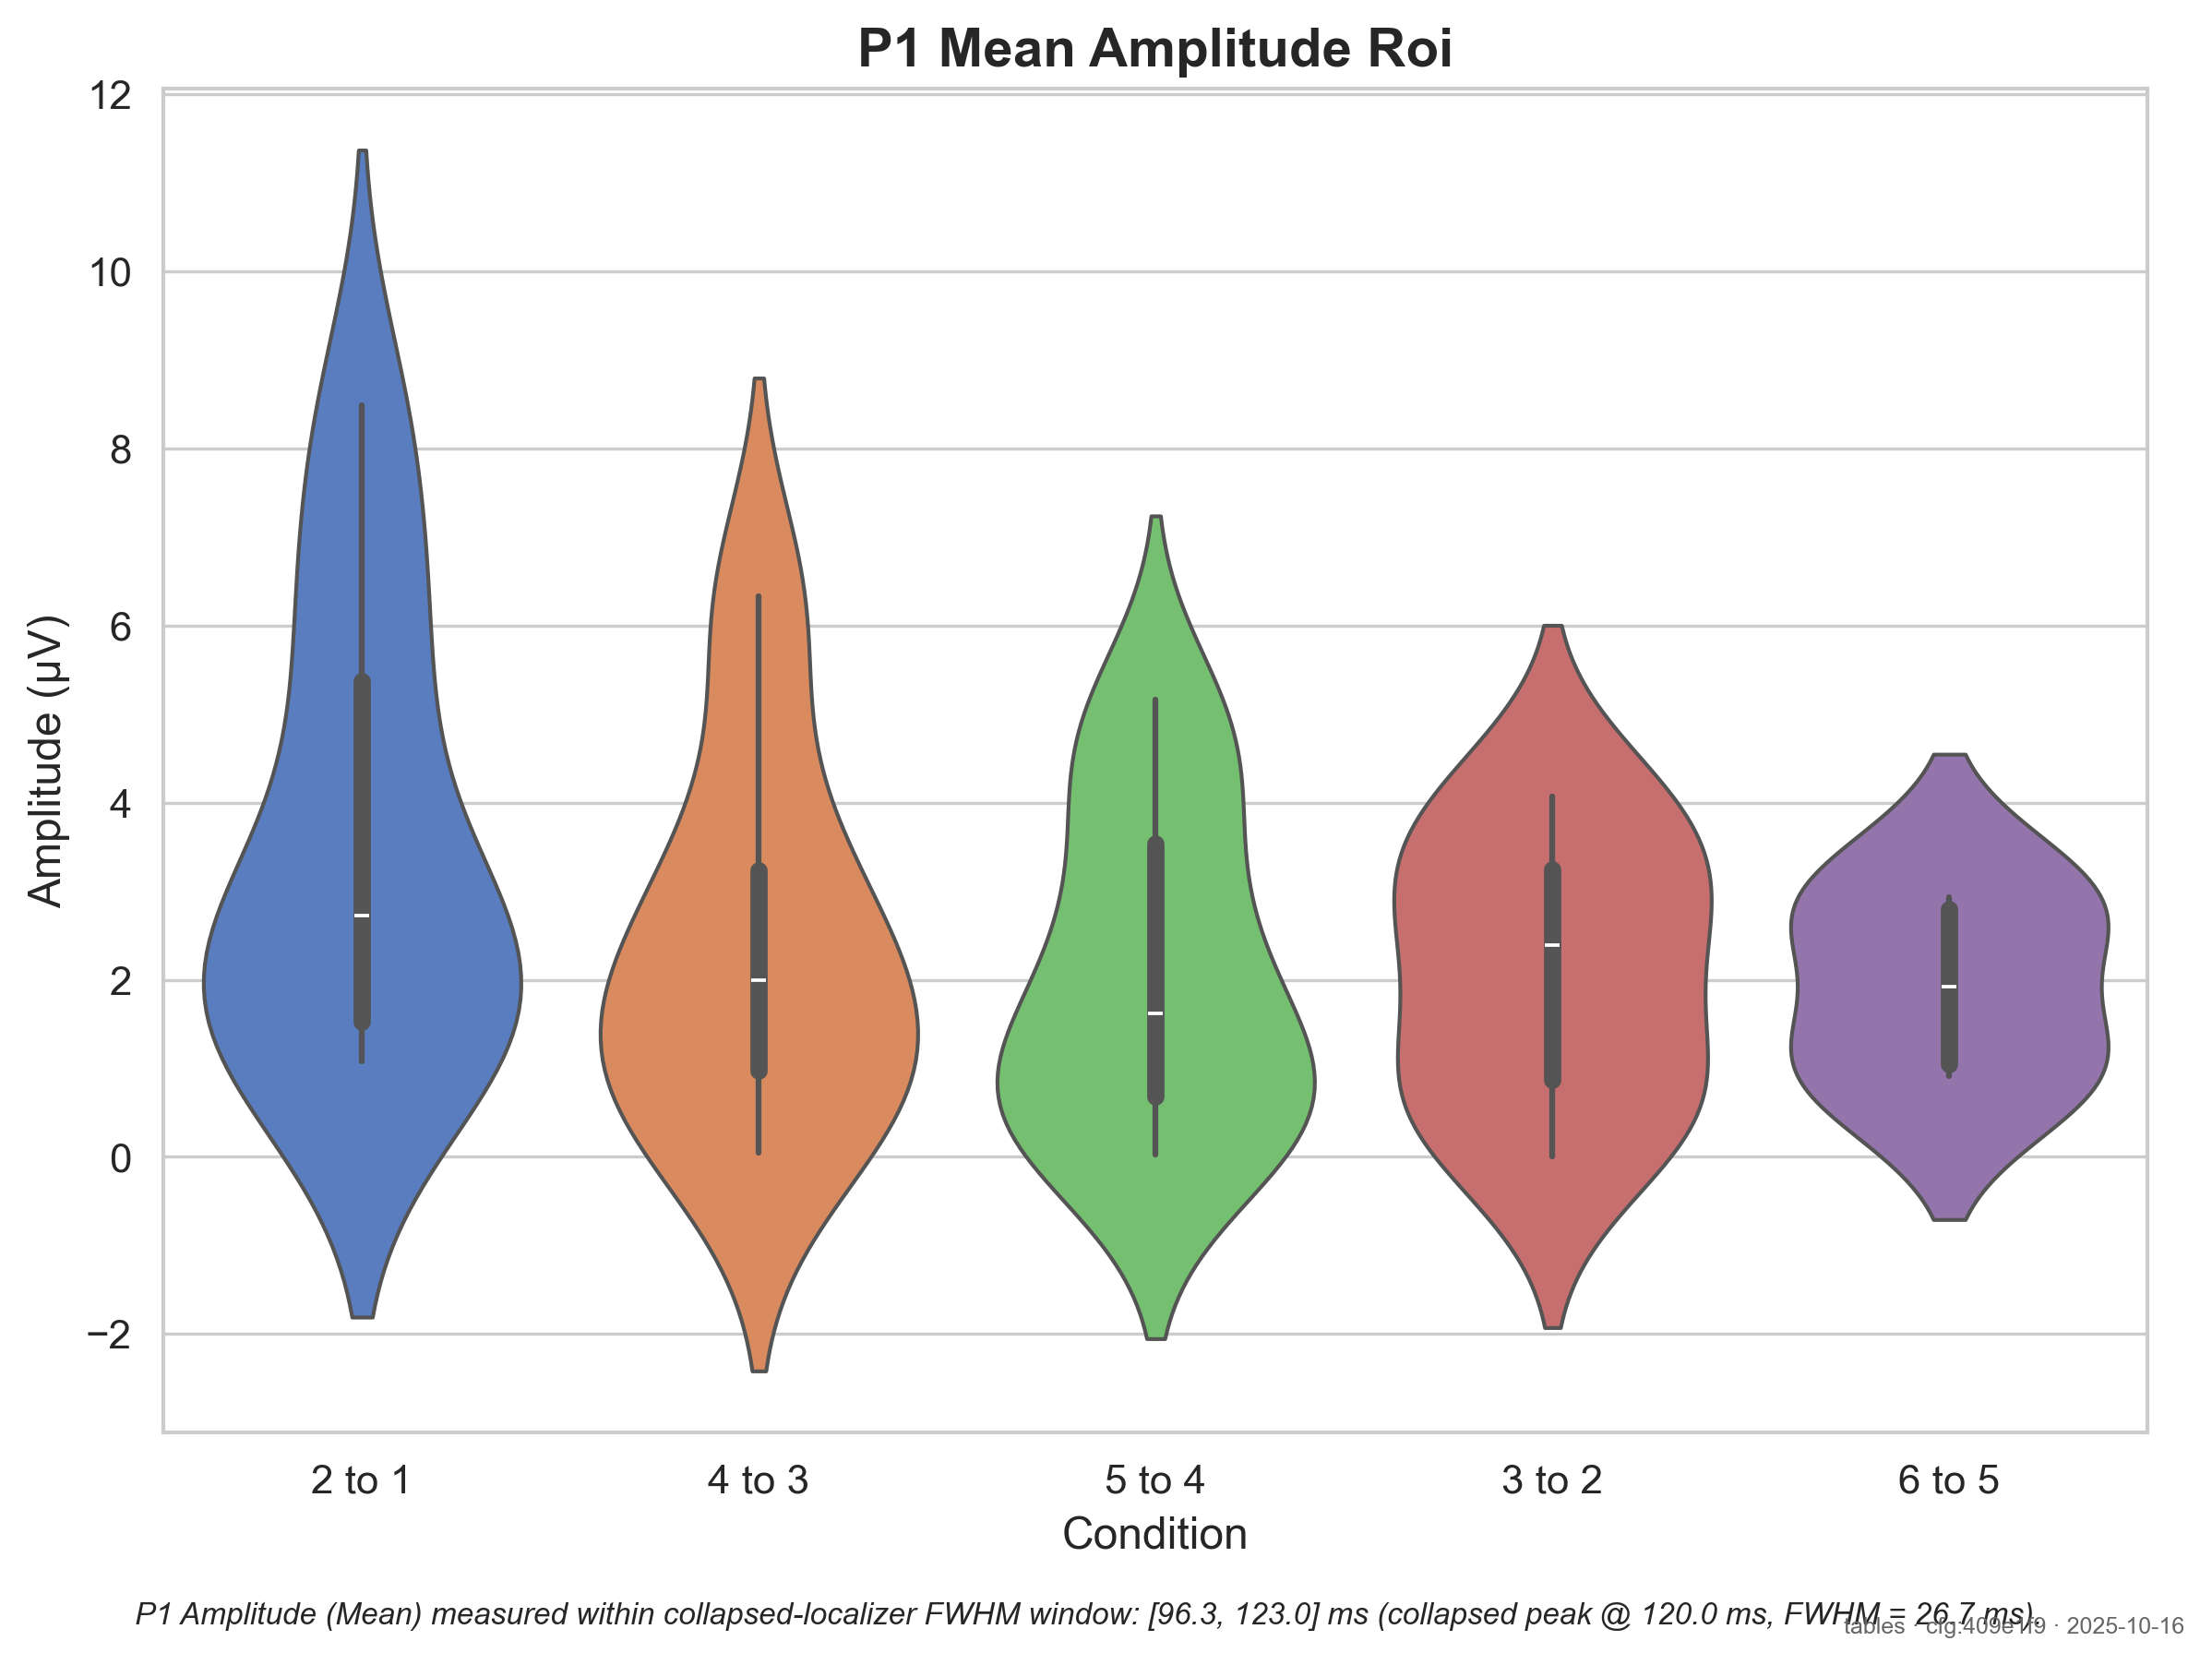 P1 Mean Amplitude Roi
12
10
8
6
4
2
0
−2
Amplitude (µV)
2 to 1
4 to 3
5 to 4
3 to 2
6 to 5
Condition
P1 Amplitude (Mean) measured within collapsed-localizer FWHM window: [96.3, 123.0] ms (collapsed peak @ 120.0 ms, FWHM = 26.7 ms).
tables · cfg:409e1f9 · 2025-10-16